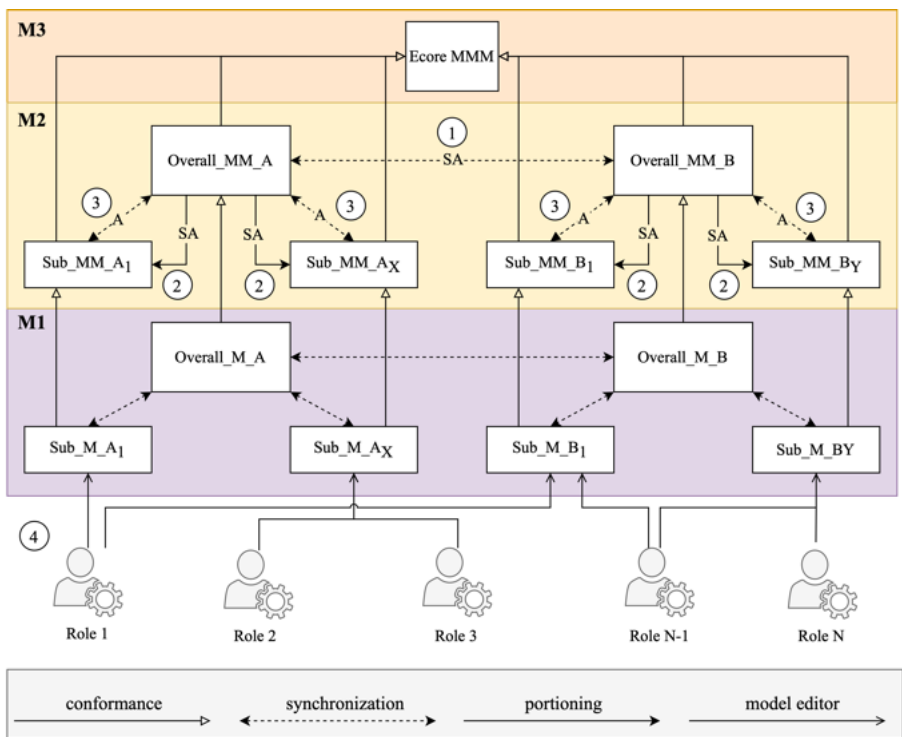 M3
Ecore MMM
M2
1
Overall_MM_A
SA
Overall_MM_B
3
A
SA
SA
A
3
3
A
SA
SA
A
3
Sub_MM_A1
2
2
Sub_MM_AX
Sub_MM_B1
2
2
Sub_MM_BY
M1
Overall_M_A
Overall_M_B
Sub_M_A1
Sub_M_AX
Sub_M_B1
Sub_M_BY
4
Role 1
Role 2
Role 3
Role N-1
Role N
conformance
synchronization
portioning
model editor